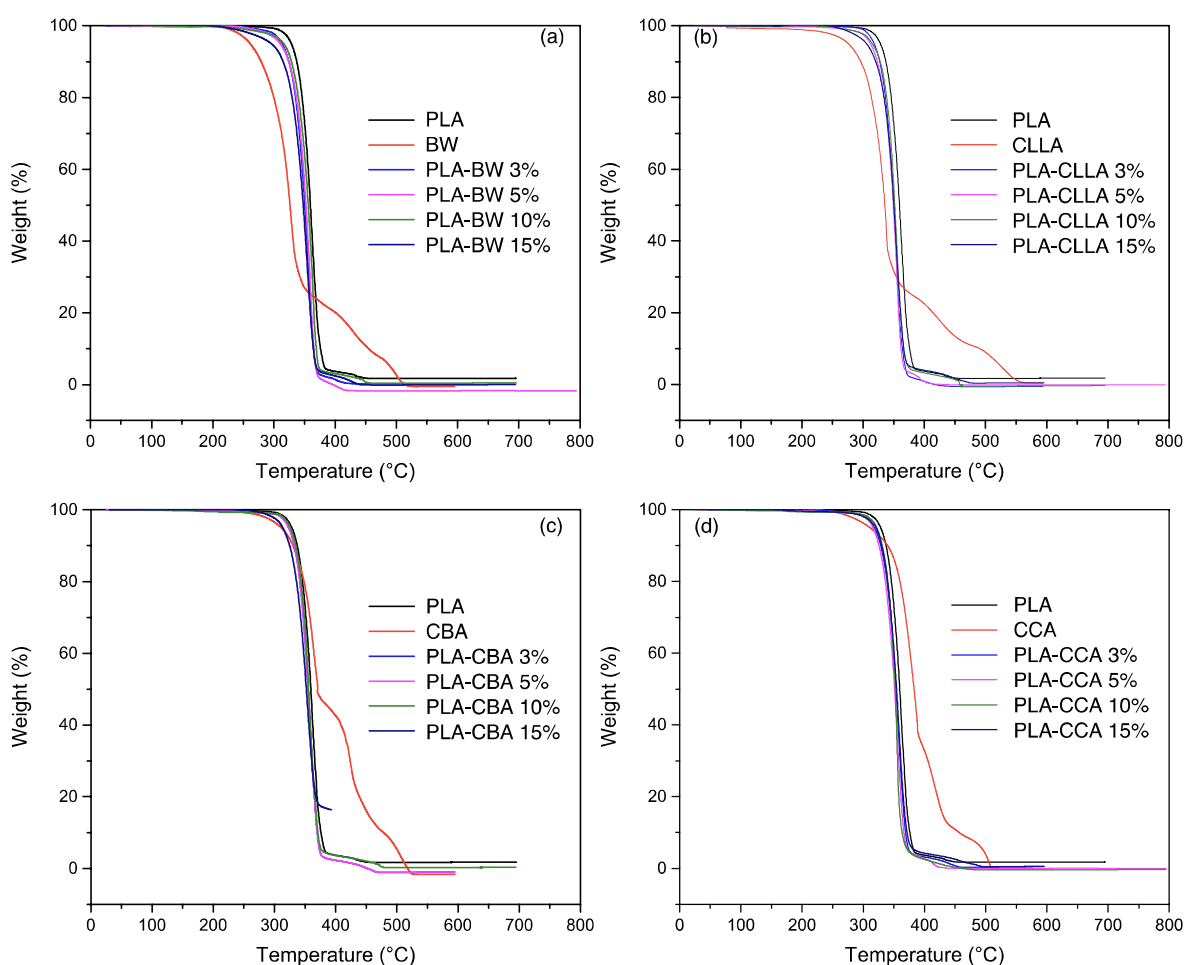 (a)
100
80
60
40
20
0
Weight (%)
PLA
BW
PLA-BW 3%
PLA-BW 5%
PLA-BW 10%
PLA-BW 15%
0 100 200 300 400 500 600 700 800
Temperature (°C)
(b)
100
80
60
40
20
0
Weight (%)
PLA
CLLA
PLA-CLLA 3%
PLA-CLLA 5%
PLA-CLLA 10%
PLA-CLLA 15%
0 100 200 300 400 500 600 700 800
Temperature (°C)
(c)
100
80
60
40
20
0
Weight (%)
PLA
CBA
PLA-CBA 3%
PLA-CBA 5%
PLA-CBA 10%
PLA-CBA 15%
0 100 200 300 400 500 600 700 800
Temperature (°C)
(d)
100
80
60
40
20
0
Weight (%)
PLA
CCA
PLA-CCA 3%
PLA-CCA 5%
PLA-CCA 10%
PLA-CCA 15%
0 100 200 300 400 500 600 700 800
Temperature (°C)